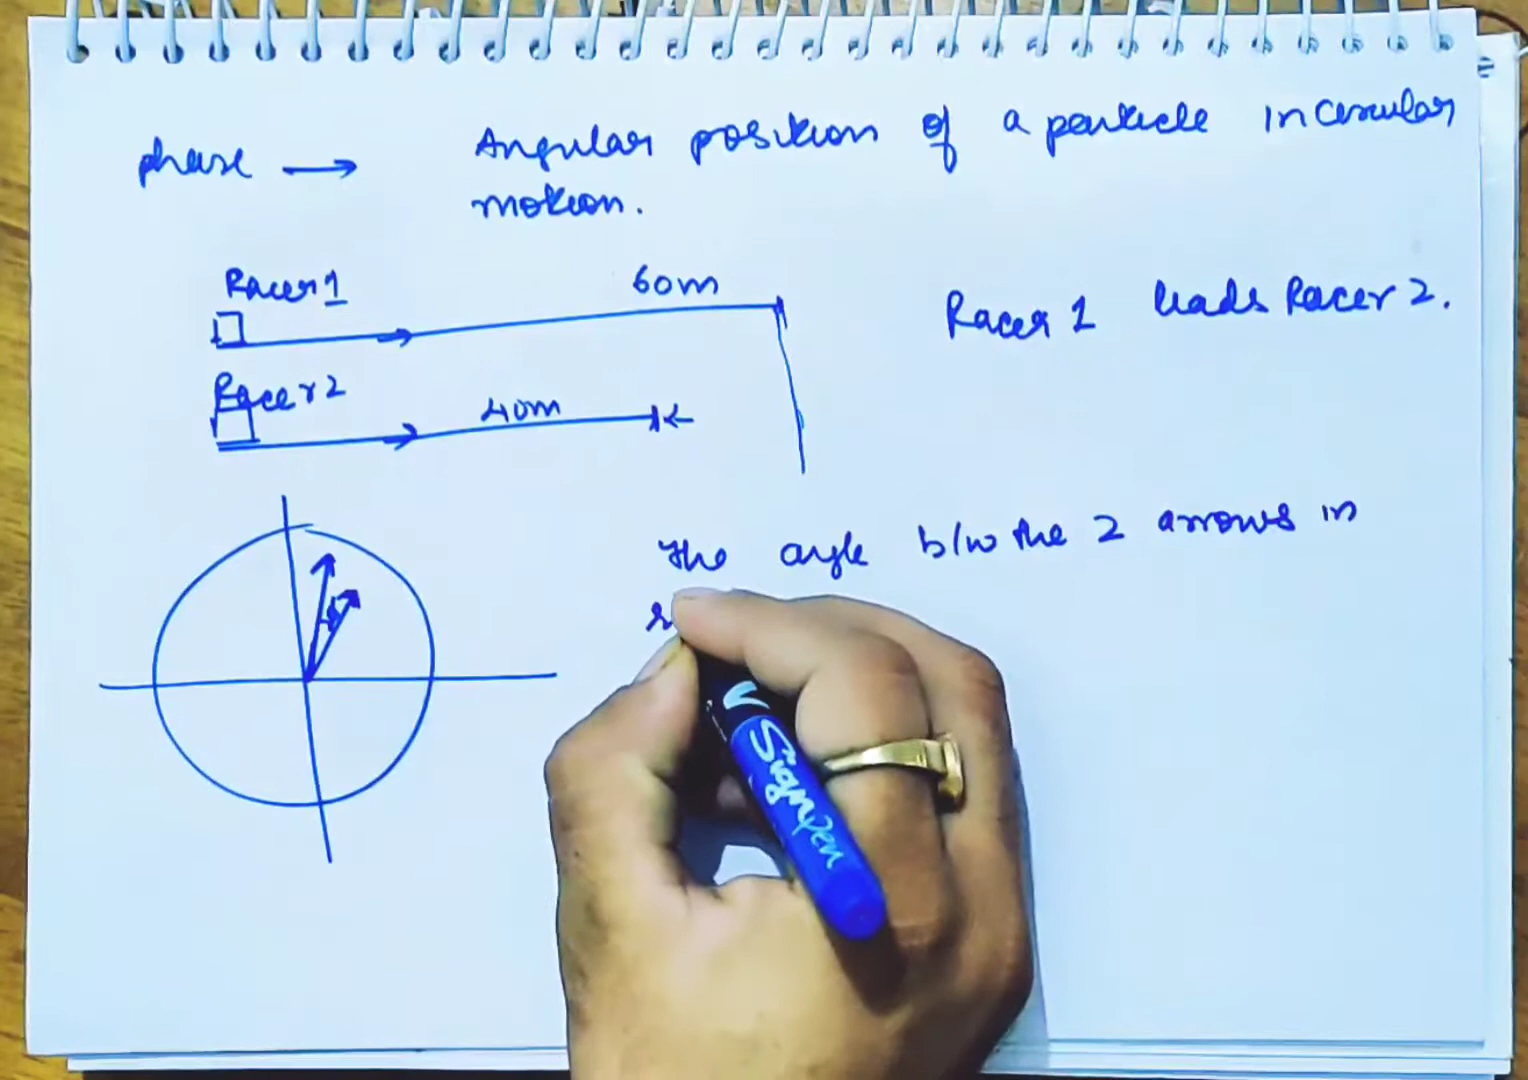 phase → Angular position of a particle in circular
motion.
Racer 1
60m
Racer 1 leads Racer 2.
Racer 2
40m
The angle b/w the 2 arrows in
Signpen